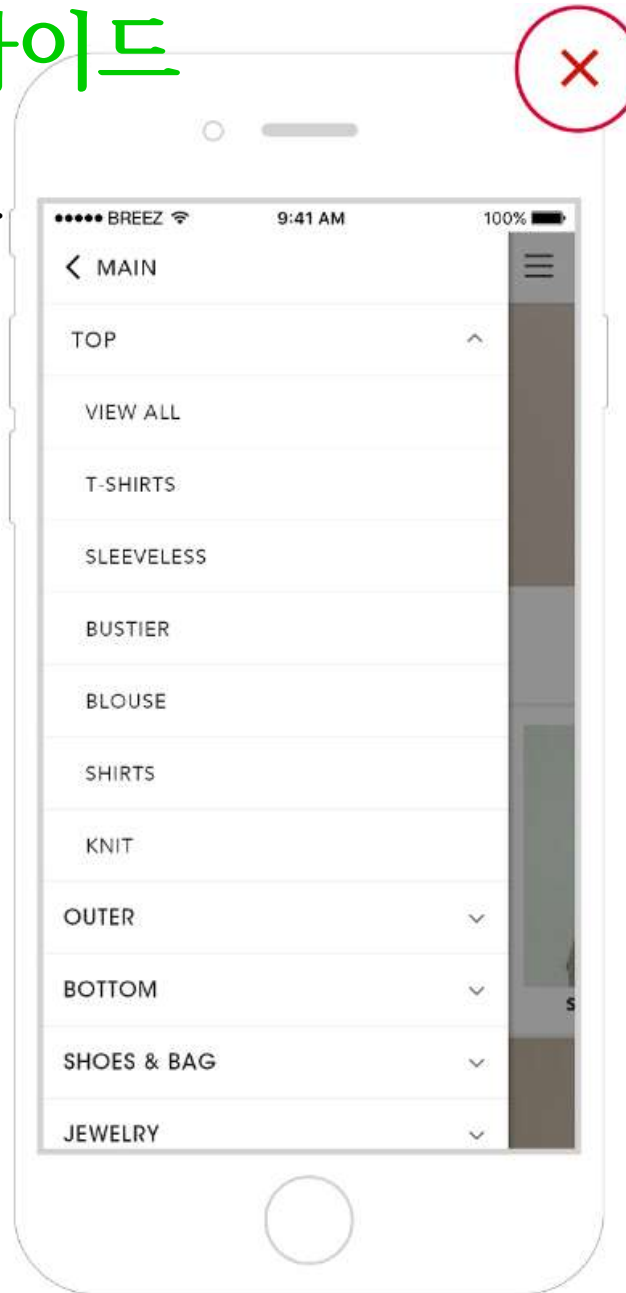 이드
BREEZ 9:41 AM 100%
MAIN
TOP
VIEW ALL
T-SHIRTS
SLEEVELESS
BUSTIER
BLOUSE
SHIRTS
KNIT
OUTER
BOTTOM
SHOES & BAG
JEWELRY